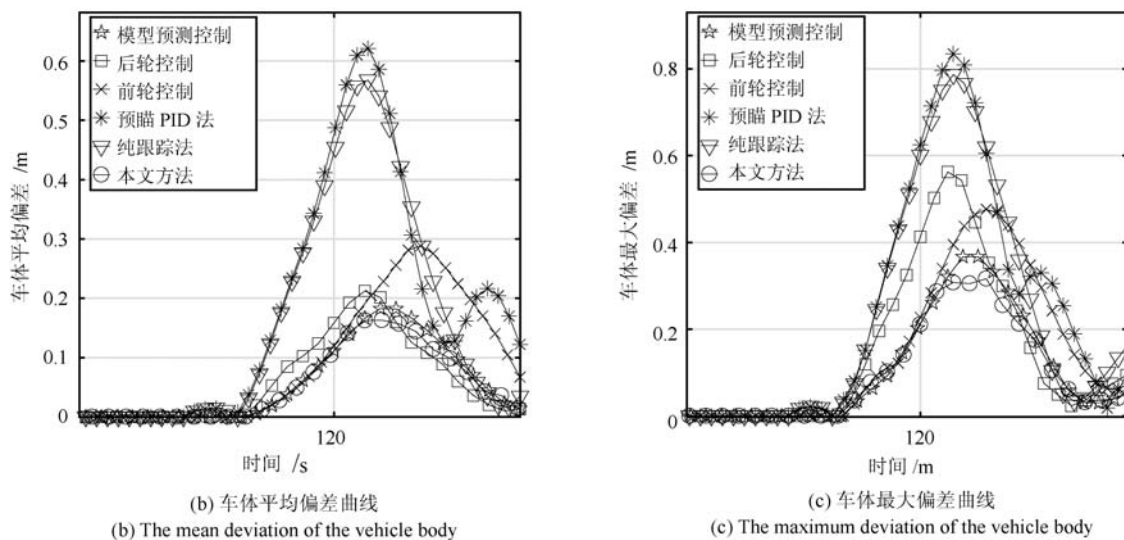 车体平均偏差 /m
0.6
0.5
0.4
0.3
0.2
0.1
0
模型预测控制
后轮控制
前轮控制
预瞄 PID 法
纯跟踪法
本文方法
120
时间 /s
(b) 车体平均偏差曲线
(b) The mean deviation of the vehicle body
车体最大偏差 /m
0.8
0.6
0.4
0.2
0
模型预测控制
后轮控制
前轮控制
预瞄 PID 法
纯跟踪法
本文方法
120
时间 /m
(c) 车体最大偏差曲线
(c) The maximum deviation of the vehicle body